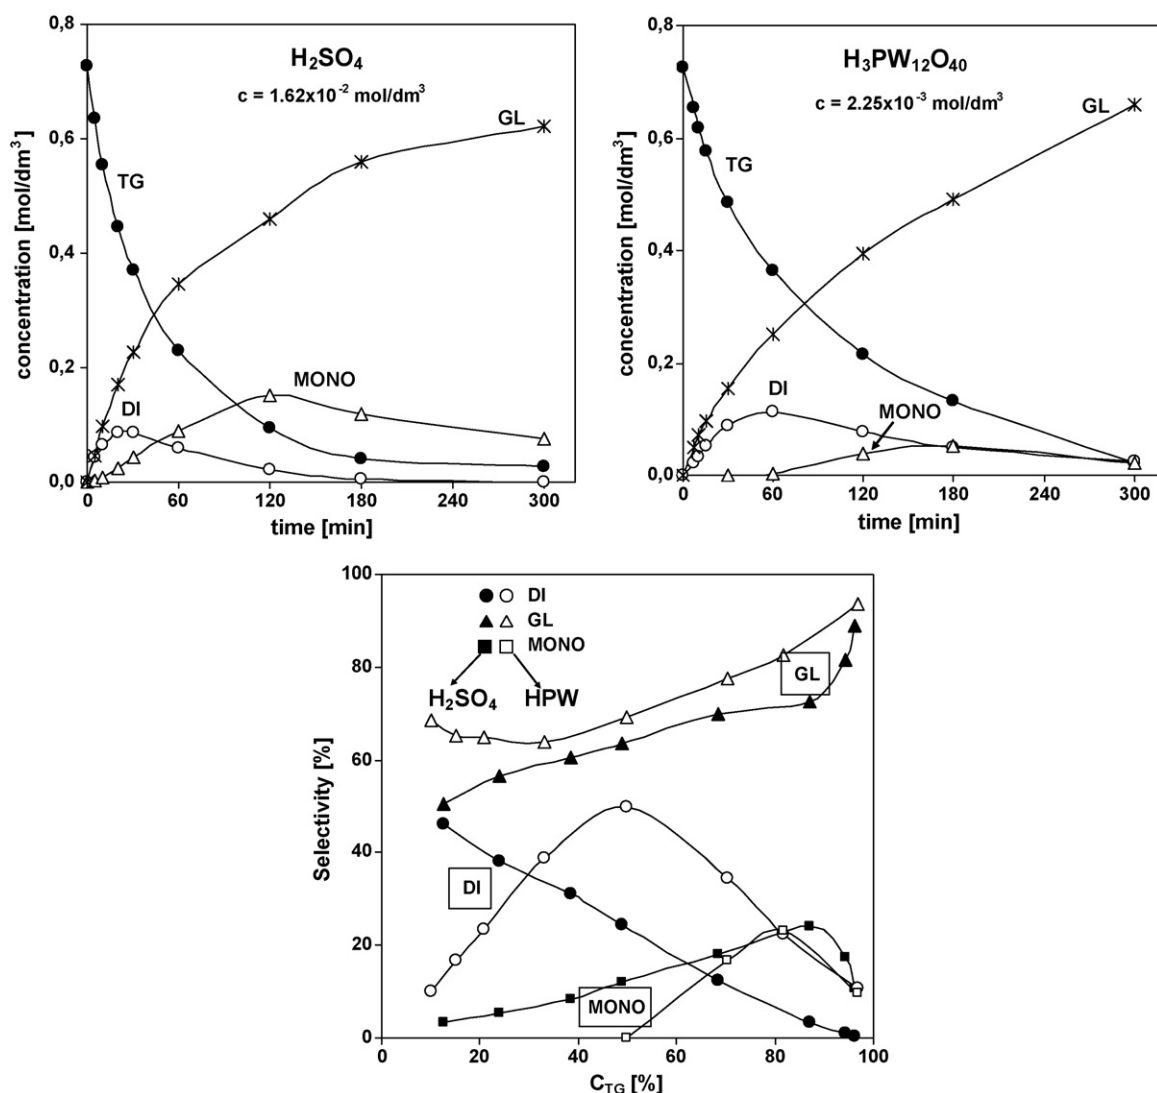 H₂SO₄
c = 1.62x10⁻² mol/dm³
GL
TG
MONO
DI
concentration [mol/dm³]
0,8
0,6
0,4
0,2
0,0
0 60 120 180 240 300
time [min]
H₃PW₁₂O₄₀
c = 2.25x10⁻³ mol/dm³
GL
TG
DI
MONO
concentration [mol/dm³]
0,8
0,6
0,4
0,2
0,0
0 60 120 180 240 300
time [min]
DI
GL
MONO
H₂SO₄ HPW
GL
DI
MONO
Selectivity [%]
100
80
60
40
20
0
0 20 40 60 80 100
C_TG [%]